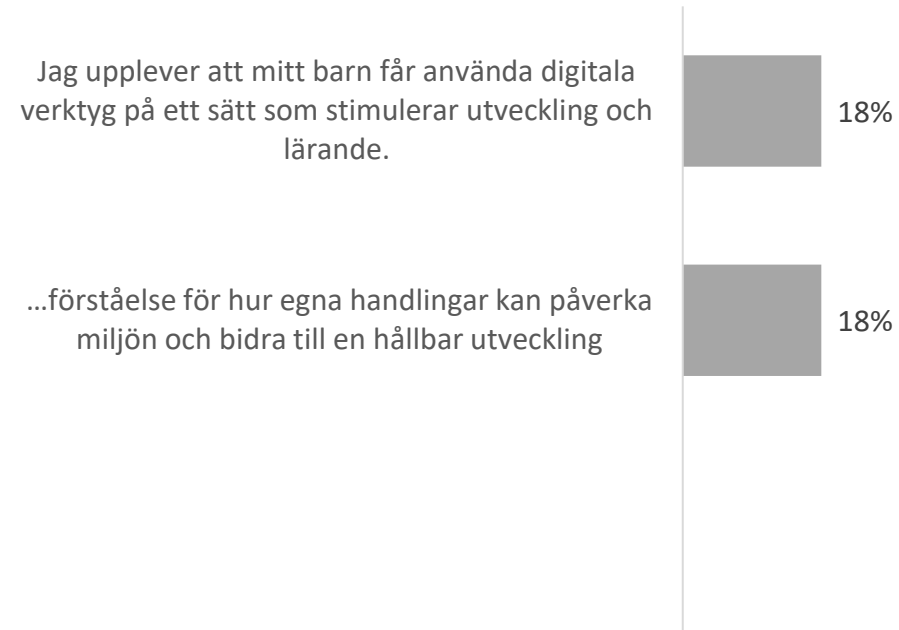 Jag upplever att mitt barn får använda digitala
verktyg på ett sätt som stimulerar utveckling och
lärande.
18%
...förståelse för hur egna handlingar kan påverka
miljön och bidra till en hållbar utveckling
18%